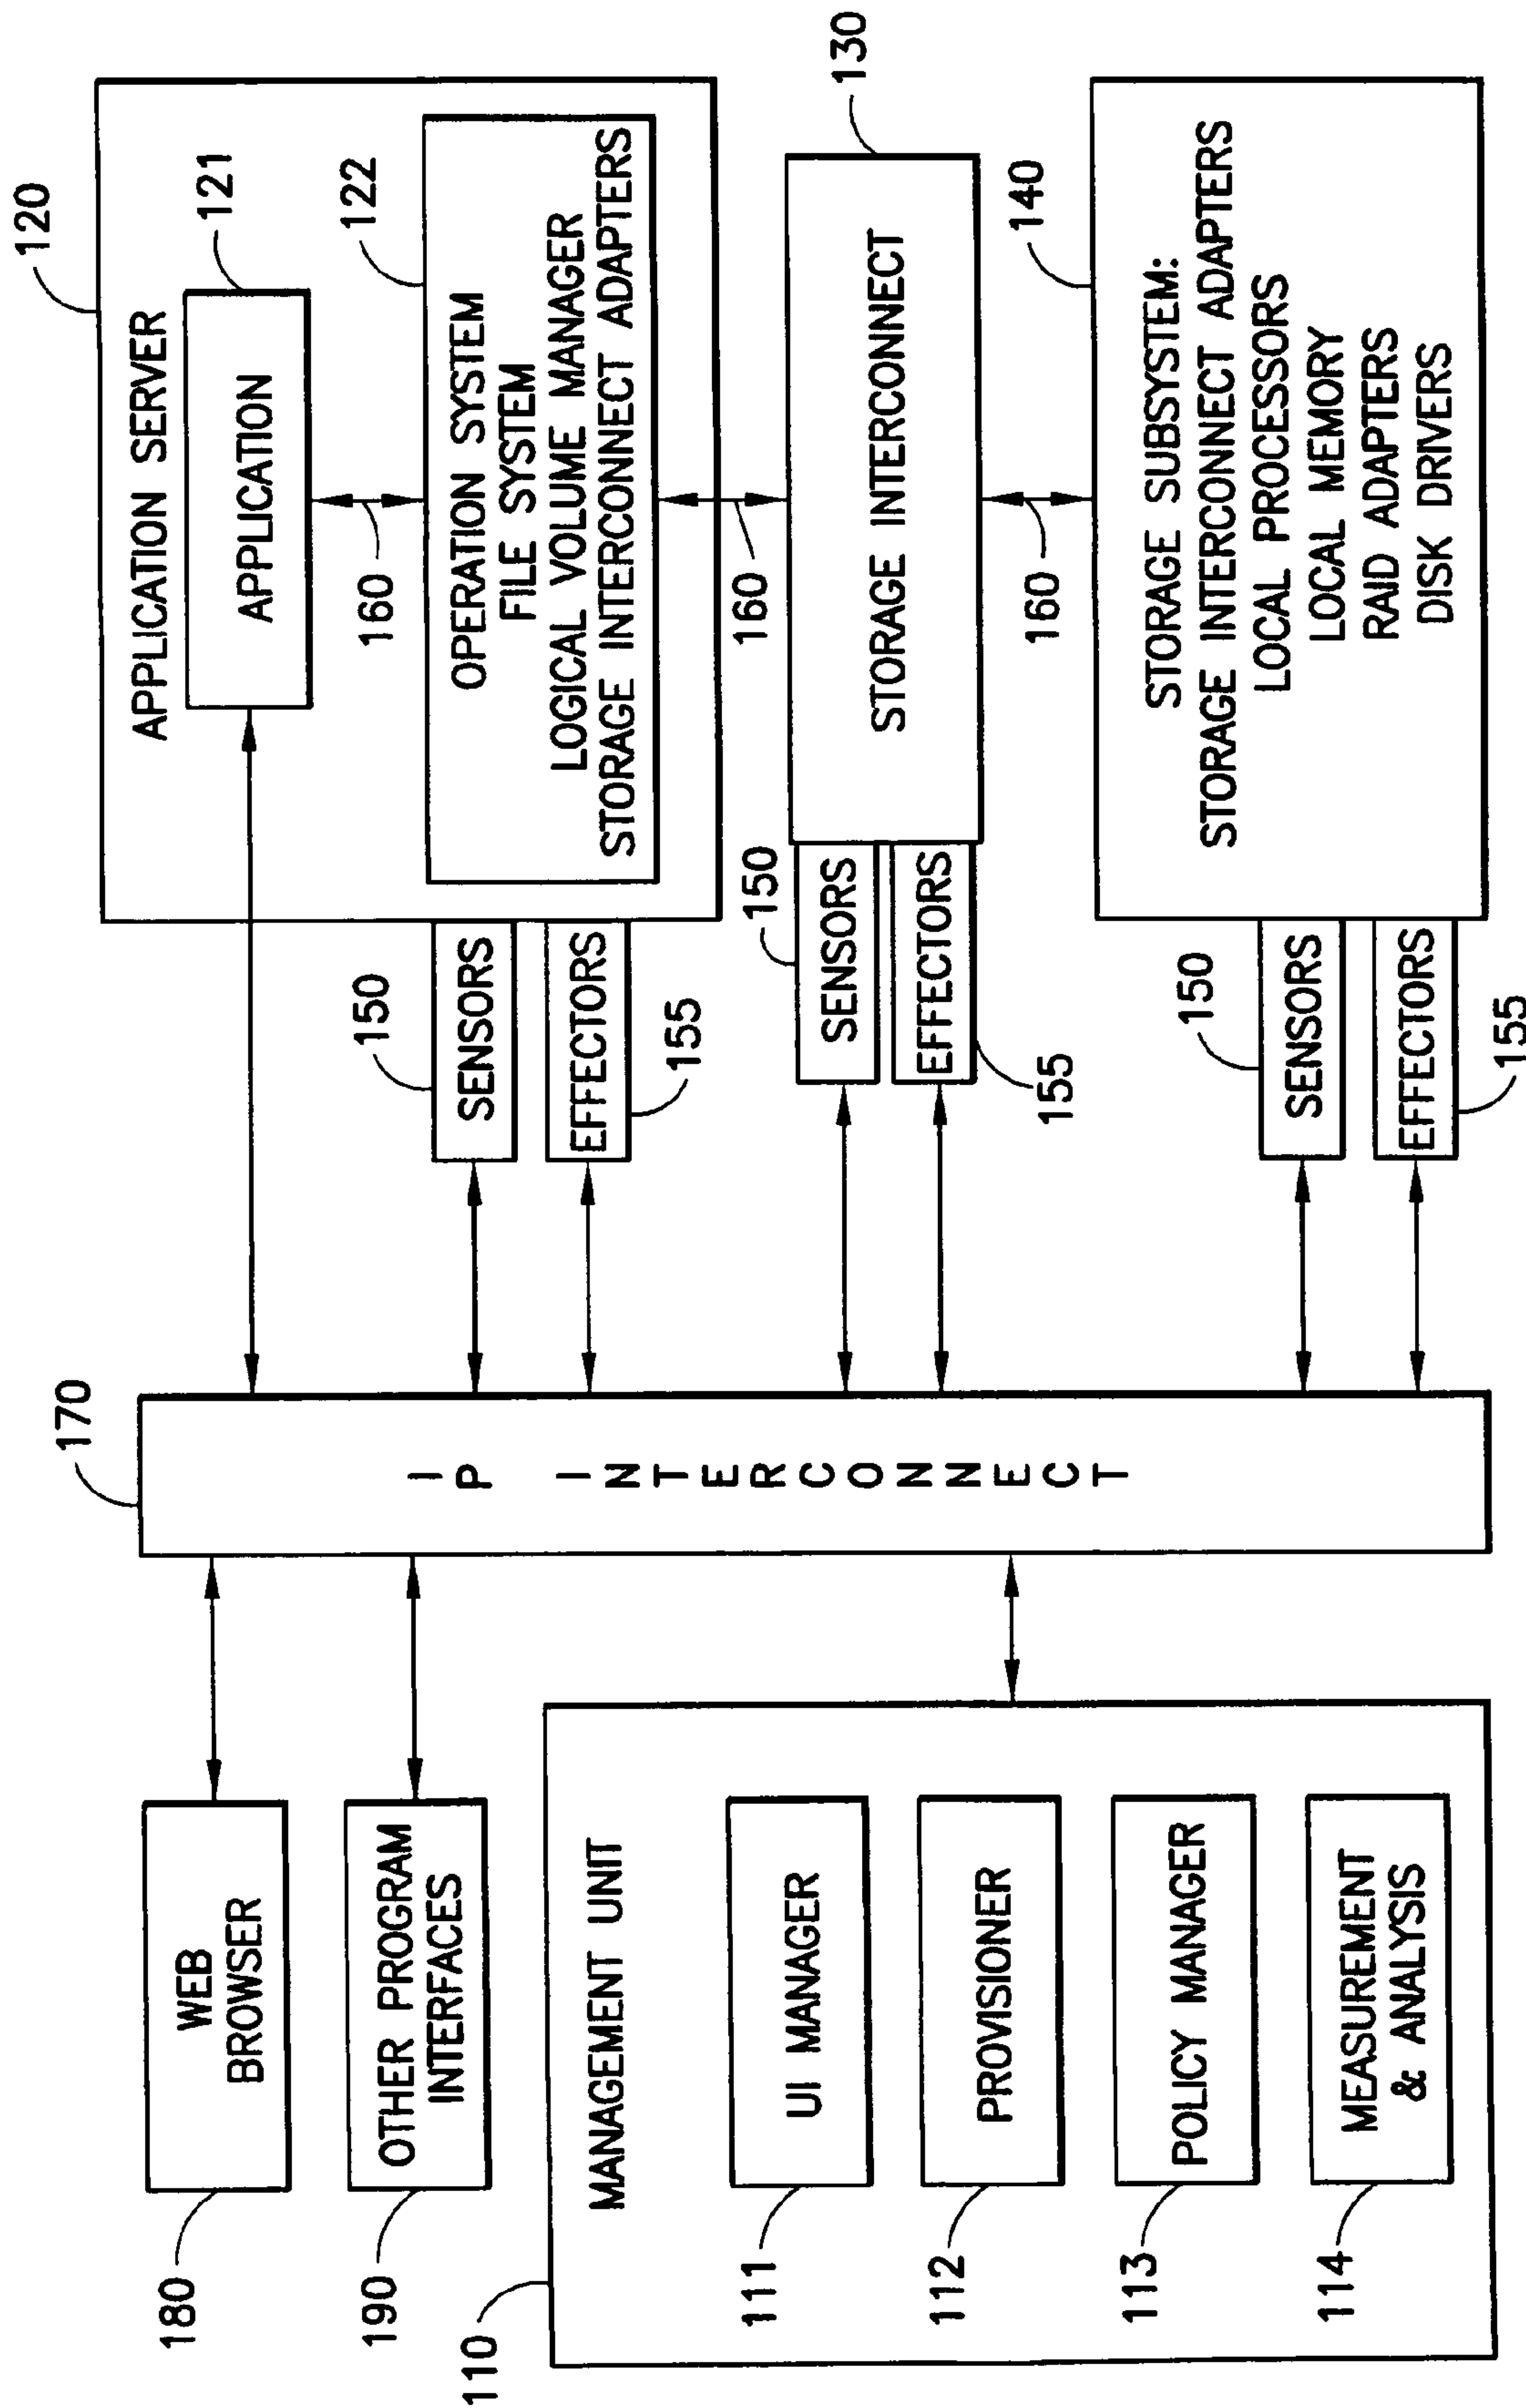 120
APPLICATION SERVER
121
APPLICATION
160
122
OPERATION SYSTEM
FILE SYSTEM
LOGICAL VOLUME MANAGER
STORAGE INTERCONNECT ADAPTERS
150
SENSORS
EFFECTORS
155
160
130
STORAGE INTERCONNECT
150
SENSORS
EFFECTORS
155
160
140
STORAGE SUBSYSTEM:
STORAGE INTERCONNECT ADAPTERS
LOCAL PROCESSORS
LOCAL MEMORY
RAID ADAPTERS
DISK DRIVERS
150
SENSORS
EFFECTORS
155
170
IP INTERCONNECT
WEB
BROWSER
180
OTHER PROGRAM
INTERFACES
190
110
MANAGEMENT UNIT
UI MANAGER
111
PROVISIONER
112
POLICY MANAGER
113
MEASUREMENT
& ANALYSIS
114